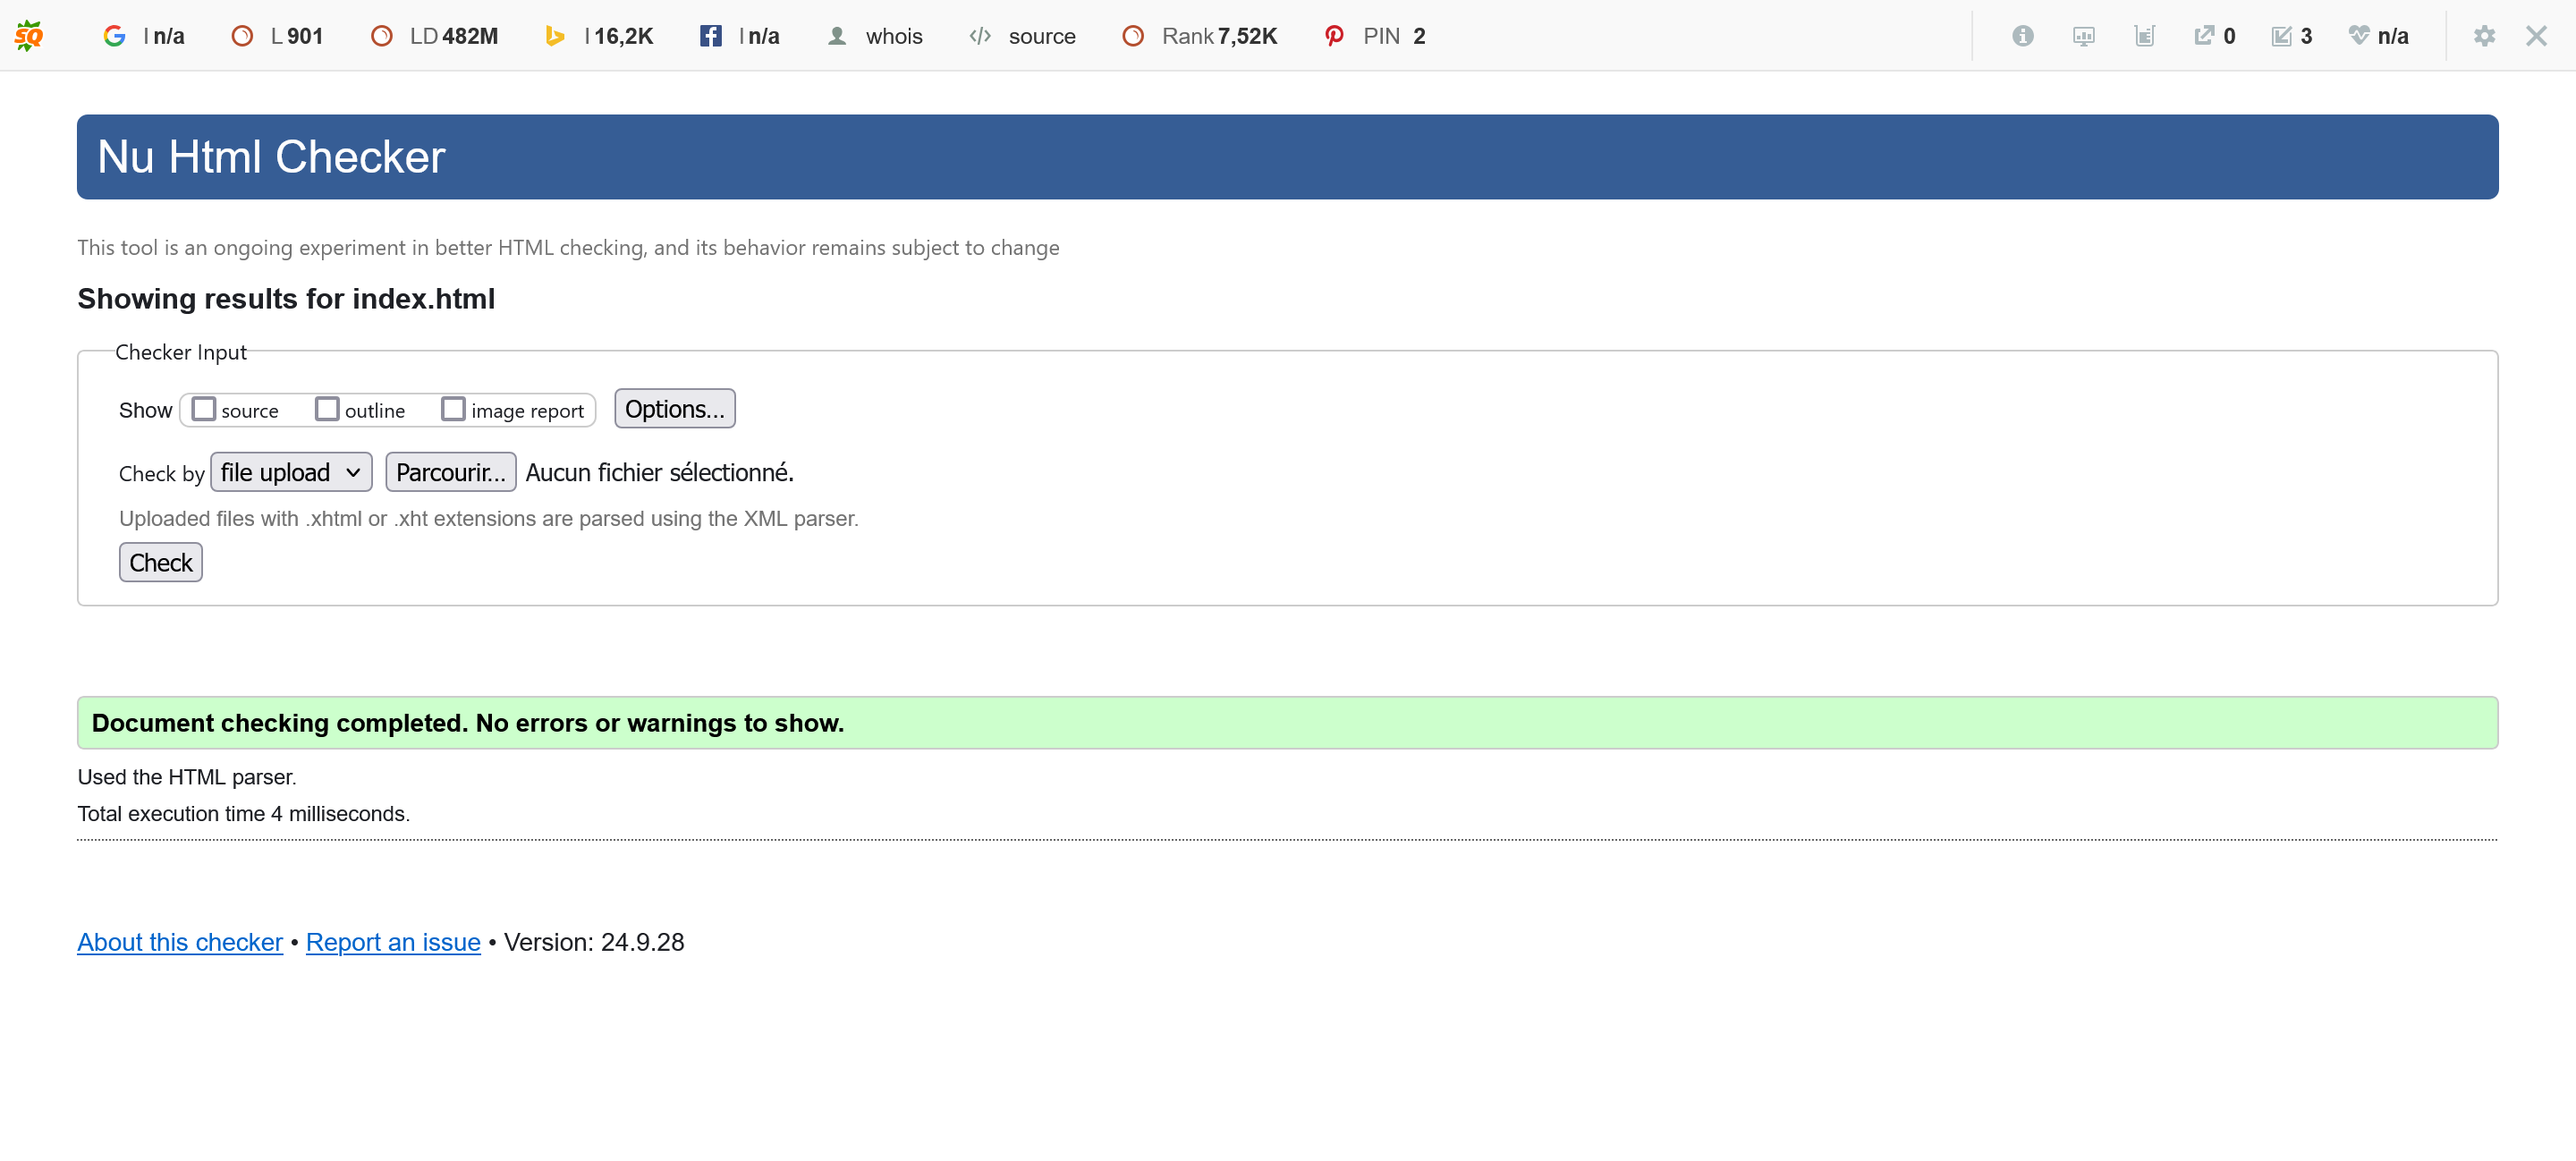 SQ I n/a L 901 LD 482M I 16,2K I n/a whois </> source Rank 7,52K PIN 2 0 3 n/a
Nu Html Checker
This tool is an ongoing experiment in better HTML checking, and its behavior remains subject to change
Showing results for index.html
Checker Input
Show source outline image report Options...
Check by file upload Parcourir... Aucun fichier sélectionné.
Uploaded files with .xhtml or .xht extensions are parsed using the XML parser.
Check
Document checking completed. No errors or warnings to show.
Used the HTML parser.
Total execution time 4 milliseconds.
About this checker • Report an issue • Version: 24.9.28